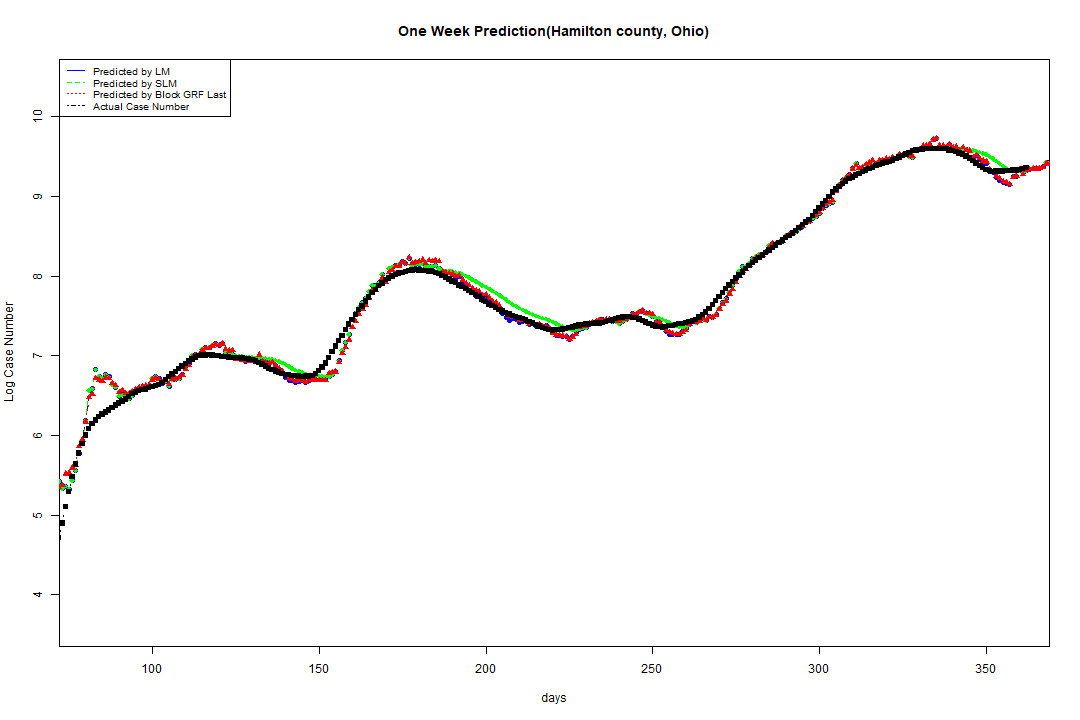 One Week Prediction(Hamilton county, Ohio)
Predicted by LM
Predicted by SLM
Predicted by Block GRF Last
Actual Case Number
10
9
8
7
6
5
4
Log Case Number
100 150 200 250 300 350
days